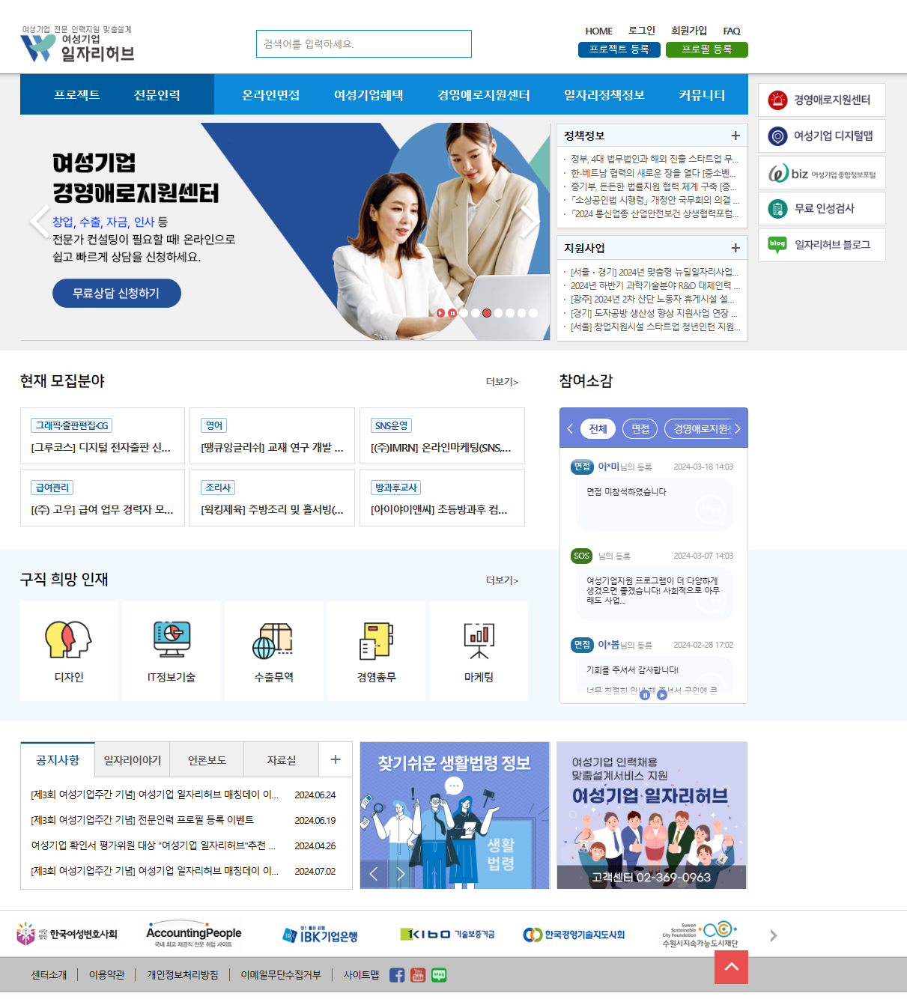 여성기업 전문 인력지원 맞춤설계
여성기업
일자리허브
검색어를 입력하세요.
HOME 로그인 회원가입 FAQ
프로젝트 등록 프로필 등록
프로젝트 전문인력 온라인면접 여성기업혜택 경영애로지원센터 일자리정책정보 커뮤니티
여성기업
경영애로지원센터
창업, 수출, 자금, 인사 등
전문가 컨설팅이 필요할 때! 온라인으로
쉽고 빠르게 상담을 신청하세요.
무료상담 신청하기
정책정보 +
· 정부, 4대 법무법인과 해외 진출 스타트업 무...
· 한-베트남 협력의 새로운 장을 열다 [중소벤...
· 중기부, 든든한 법률지원 협력 체계 구축 [중...
· 「소상공인법 시행령」 개정안 국무회의 의결 ...
· 「2024 통신업종 산업안전보건 상생협력포럼...
지원사업 +
· [서울·경기] 2024년 맞춤형 뉴딜일자리사업...
· 2024년 하반기 과학기술분야 R&D 대체인력 ...
· [광주] 2024년 2차 산단 노동자 휴게시설 설...
· [경기] 도자공방 생산성 향상 지원사업 연장 ...
· [서울] 창업지원시설 스타트업 청년인턴 지원...
경영애로지원센터
여성기업 디지털맵
biz 여성기업 종합정보포털
무료 인성검사
blog 일자리허브 블로그
현재 모집분야 더보기>
그래픽·출판편집·CG
[그루코스] 디지털 전자출판 신...
영어
[땡큐잉글리쉬] 교재 연구 개발 ...
SNS운영
[(주)IMRN] 온라인마케팅(SNS,...
급여관리
[(주) 고우] 급여 업무 경력자 모...
조리사
[웍킹제육] 주방조리 및 홀서빙(...
방과후교사
[아이야이앤씨] 초등방과후 컴...
참여소감
전체 면접 경영애로지원센
면접 이*미님의 등록 2024-03-18 14:03
면접 미참석하였습니다
SOS 님의 등록 2024-03-07 14:03
여성기업지원 프로그램이 더 다양하게
생겼으면 좋겠습니다! 사회적으로 아무
래도 사업...
면접 이*봄님의 등록 2024-02-28 17:02
기회를 주셔서 감사합니다!
너무 친절히 안내 해 주셔서 구인에 큰
구직 희망 인재 더보기>
디자인
IT정보기술
수출무역
경영총무
마케팅
공지사항 일자리이야기 언론보도 자료실 +
[제3회 여성기업주간 기념] 여성기업 일자리허브 매칭데이 이... 2024.06.24
[제3회 여성기업주간 기념] 전문인력 프로필 등록 이벤트 2024.06.19
여성기업 확인서 평가위원 대상 "여성기업 일자리허브"추천 ... 2024.04.26
[제3회 여성기업주간 기념] 여성기업 일자리허브 매칭데이 이... 2024.07.02
찾기쉬운 생활법령 정보
생활
법령
여성기업 인력채용
맞춤설계서비스 지원
여성기업 일자리허브
고객센터 02-369-0963
사단법인 한국여성변호사회
AccountingPeople
국내 최고 재경직 전문 취업 사이트
참! 좋은 은행
IBK기업은행
KIBO 기술보증기금
한국경영기술지도사회
Suwon
Sustainable
City Foundation
수원시지속가능도시재단
센터소개 이용약관 개인정보처리방침 이메일무단수집거부 사이트맵
You Tube
blog